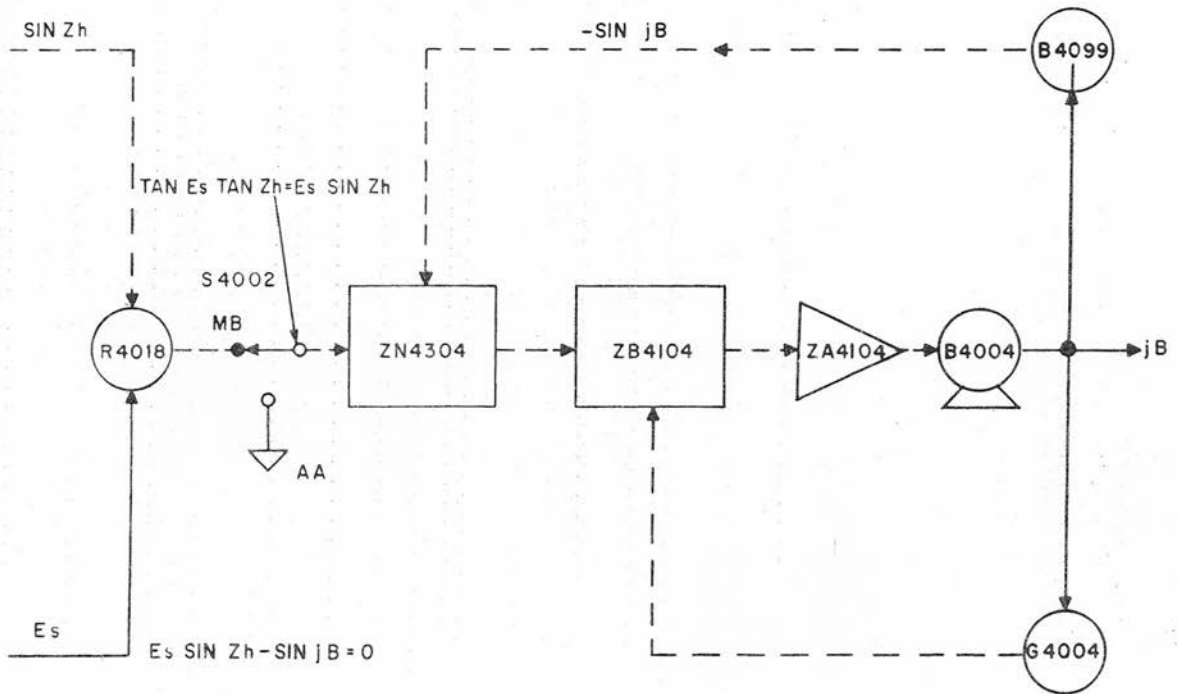 SIN Zh
-SIN jB
B4099
TAN Es TAN Zh=Es SIN Zh
S4002
MB
R4018
ZN4304
ZB4104
ZA4104
B4004
jB
AA
Es
Es SIN Zh-SIN jB=0
G4004